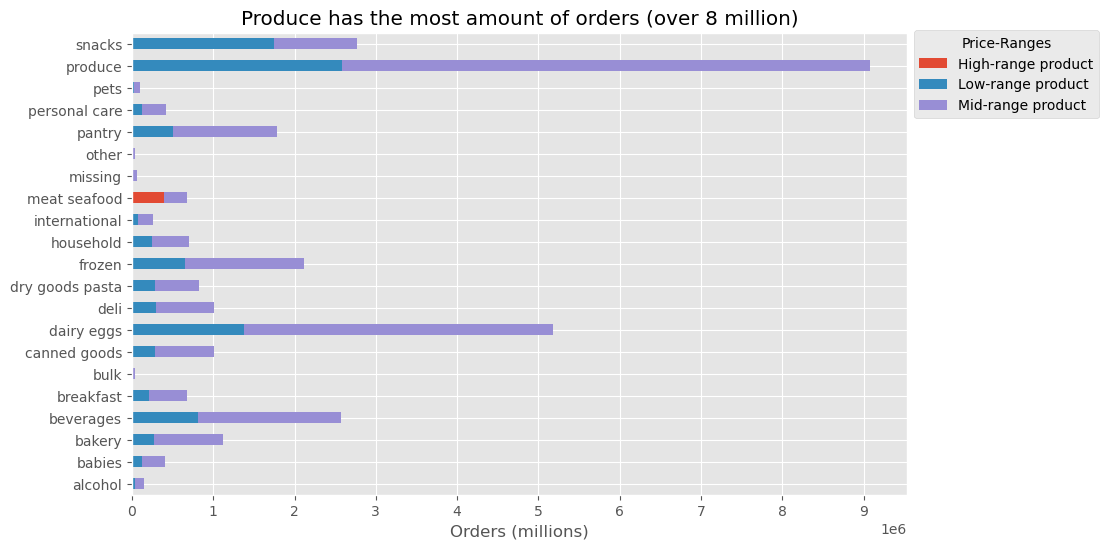 Produce has the most amount of orders (over 8 million)
snacks
produce
pets
personal care
pantry
other
missing
meat seafood
international
household
frozen
dry goods pasta
deli
dairy eggs
canned goods
bulk
breakfast
beverages
bakery
babies
alcohol
0 1 2 3 4 5 6 7 8 9
1e6
Orders (millions)
Price-Ranges
High-range product
Low-range product
Mid-range product